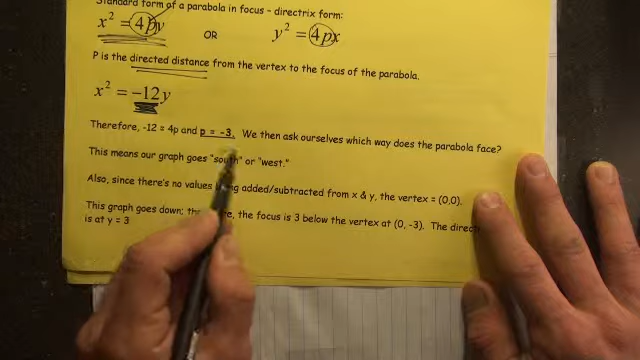 Standard form of a parabola in focus - directrix form:
x² = 4py OR y² = 4px
P is the directed distance from the vertex to the focus of the parabola.
x² = -12y
Therefore, -12 = 4p and p = -3. We then ask ourselves which way does the parabola face?
This means our graph goes "south" or "west."
Also, since there's no values being added/subtracted from x & y, the vertex = (0,0).
This graph goes down; the focus is 3 below the vertex at (0, -3). The
is at y = 3